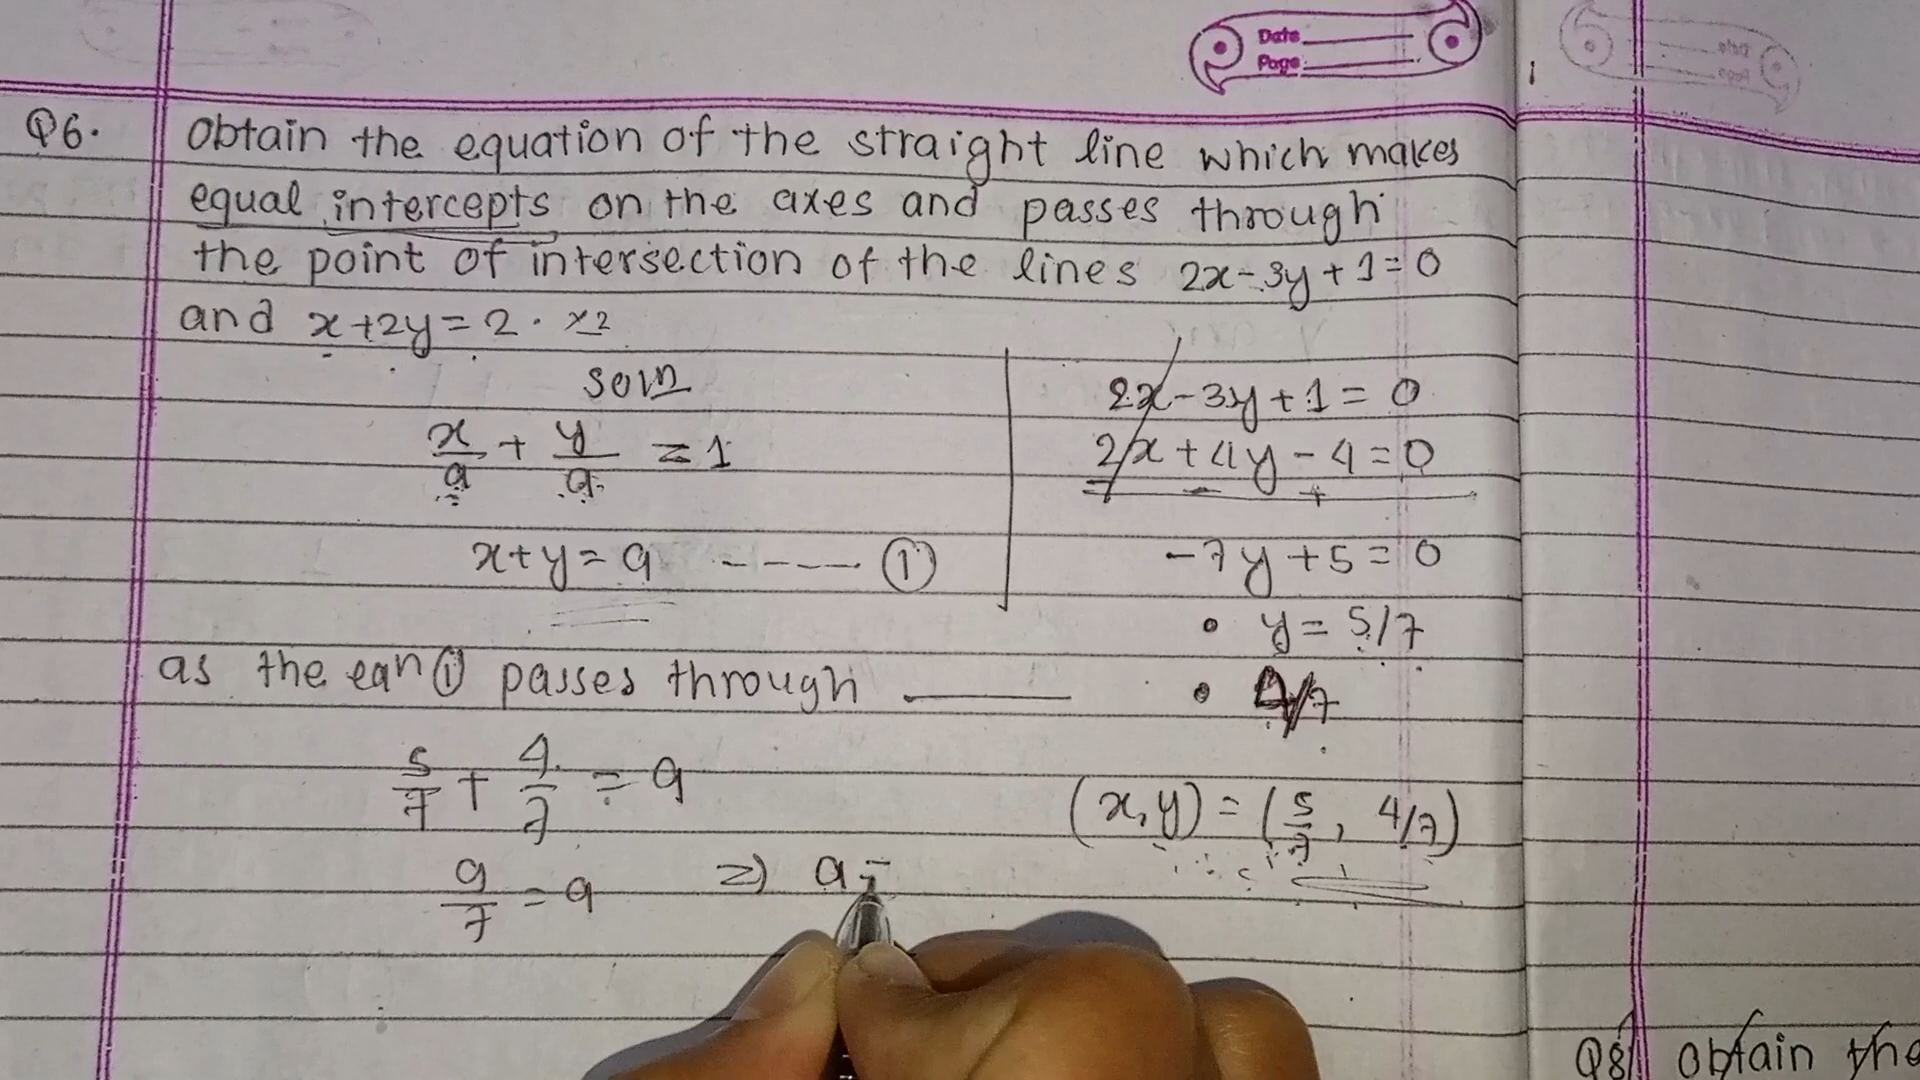 Date
Page
Q6. Obtain the equation of the straight line which makes
equal intercepts on the axes and passes through
the point of intersection of the lines 2x-3y+1=0
and x+2y=2. ×2
soln
x/a + y/a = 1
x+y=a ----- ①
2x-3y+1=0
2x+4y-4=0
= - +
-7y+5=0
• y=5/7
• 4/7
(x,y)=(5/7, 4/7)
as the eqn① passes through ———
5/7 + 4/7 = a
9/7 = a => a=
Q8 obtain the